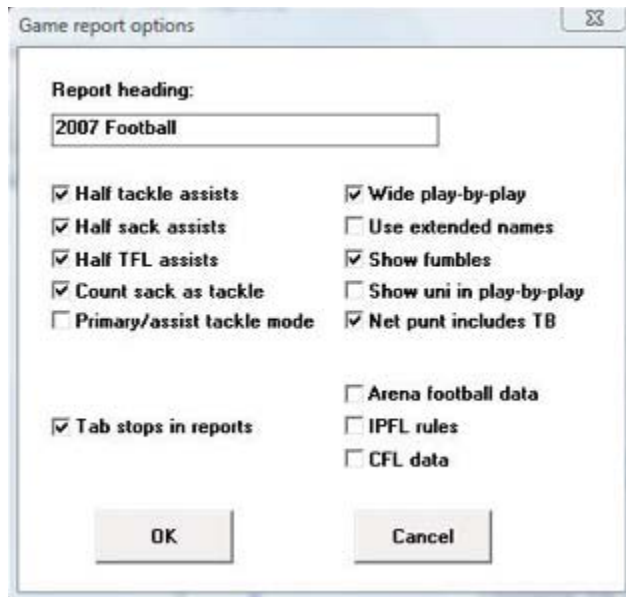 Game report options
Report heading:
2007 Football
Half tackle assists
Half sack assists
Half TFL assists
Count sack as tackle
Primary/assist tackle mode
Tab stops in reports
Wide play-by-play
Use extended names
Show fumbles
Show uni in play-by-play
Net punt includes TB
Arena football data
IPFL rules
CFL data
OK
Cancel